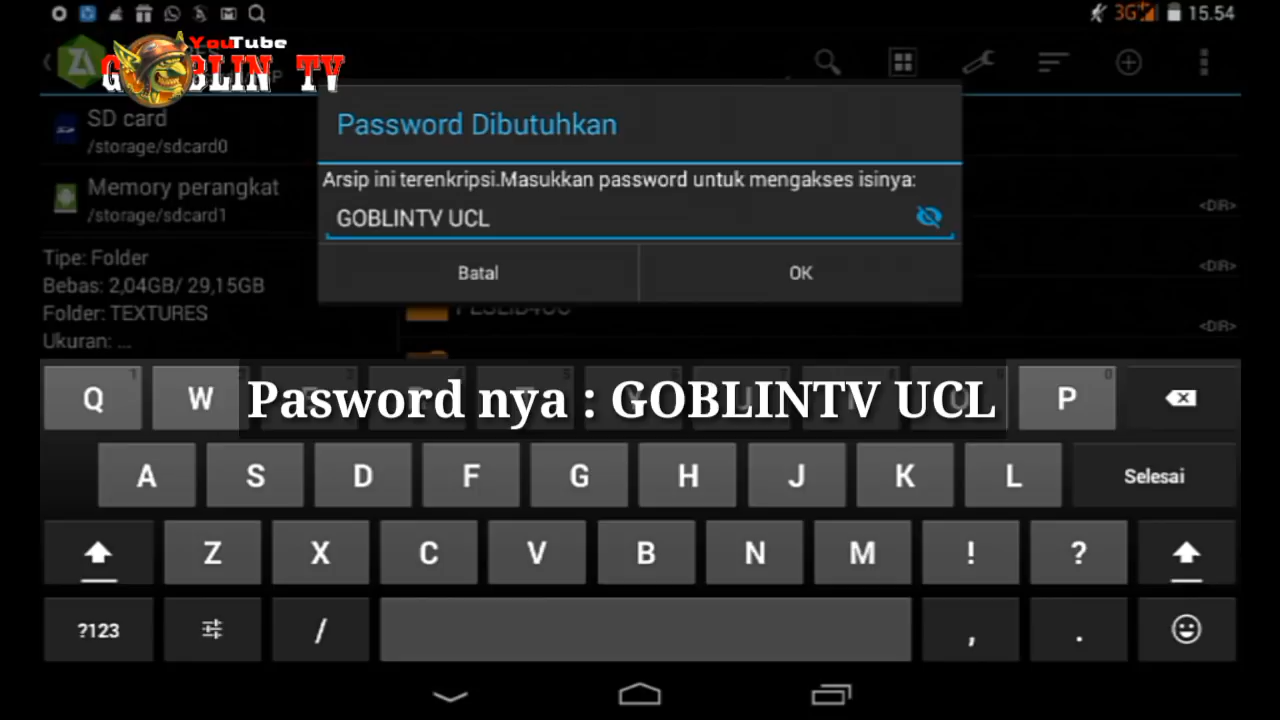 15.54
3G
YouTube
GOBLIN TV
SD card
/storage/sdcard0
Memory perangkat
/storage/sdcard1
Tipe: Folder
Bebas: 2,04GB/ 29,15GB
Folder: TEXTURES
Ukuran: ...
Password Dibutuhkan
Arsip ini terenkripsi.Masukkan password untuk mengakses isinya:
GOBLINTV UCL
Batal
OK
<DIR>
<DIR>
<DIR>
Pasword nya : GOBLINTV UCL
Q W P
A S D F G H J K L Selesai
Z X C V B N M ! ?
?123 / , .